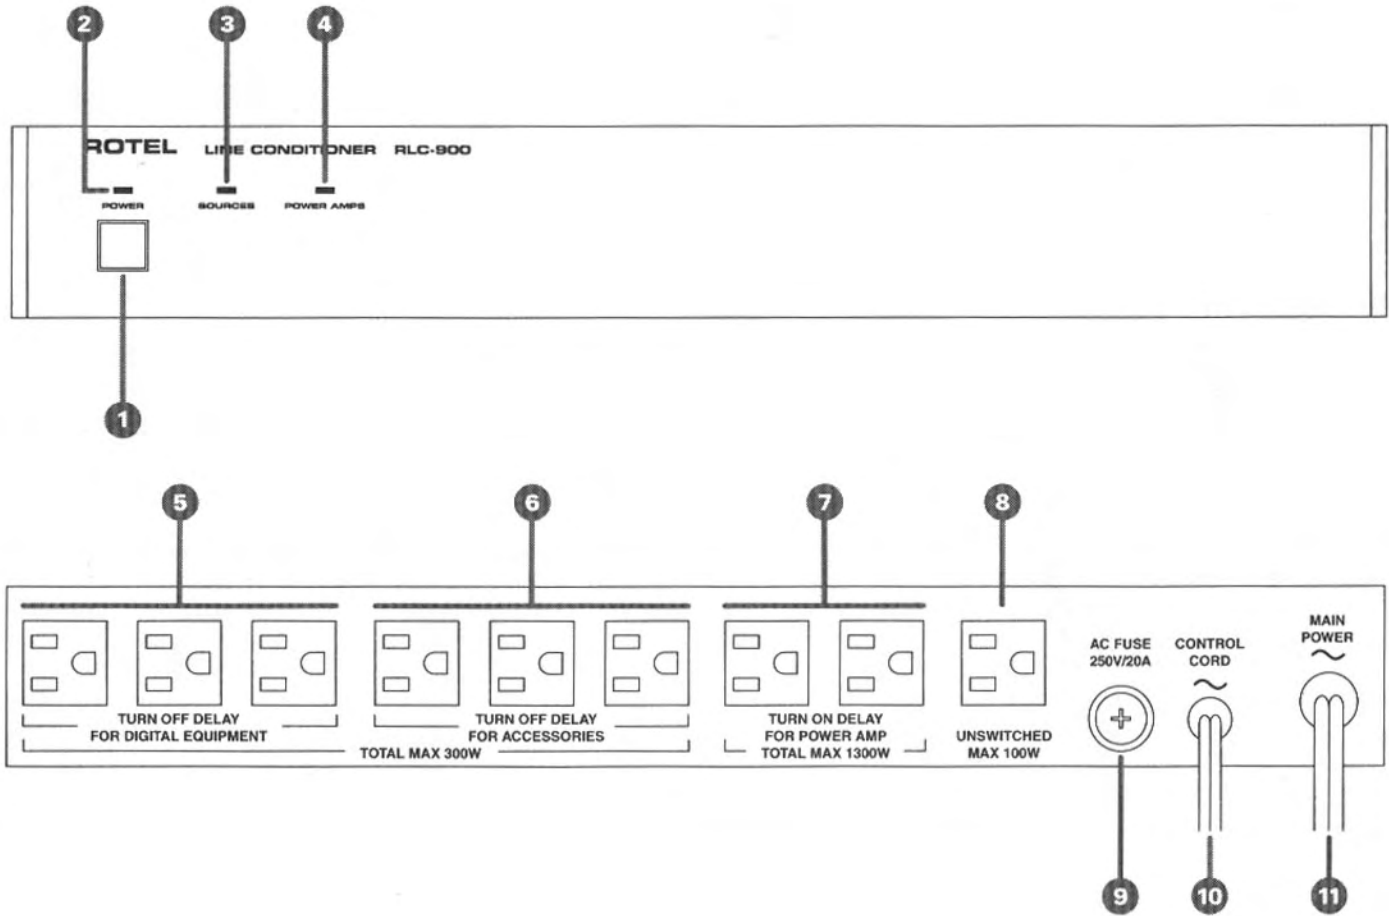 2 3 4
ROTEL LINE CONDITIONER RLC-900
POWER SOURCES POWER AMPS
1
5 6 7 8
AC FUSE
250V/20A
CONTROL
CORD
MAIN
POWER
TURN OFF DELAY
FOR DIGITAL EQUIPMENT
TURN OFF DELAY
FOR ACCESSORIES
TOTAL MAX 300W
TURN ON DELAY
FOR POWER AMP
TOTAL MAX 1300W
UNSWITCHED
MAX 100W
9 10 11